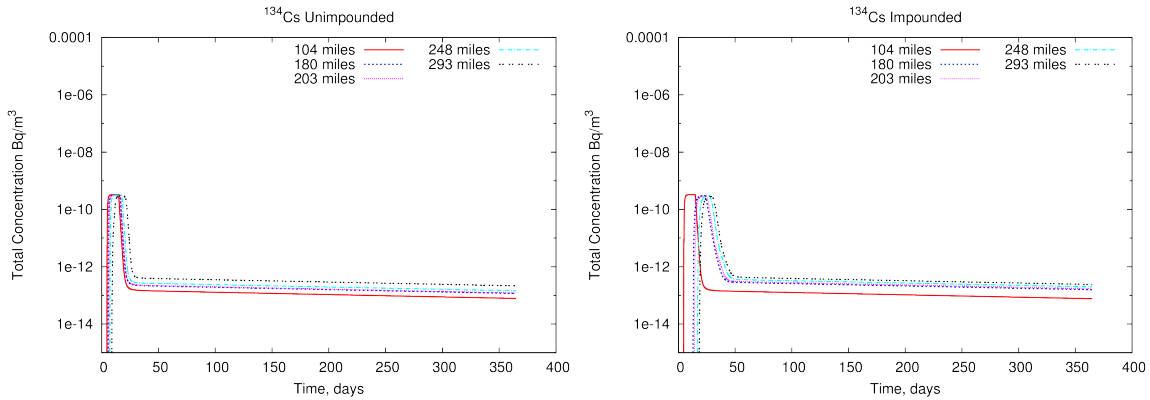 ¹³⁴Cs Unimpounded
0.0001
1e-06
1e-08
1e-10
1e-12
1e-14
Total Concentration Bq/m³
104 miles
180 miles
203 miles
248 miles
293 miles
0 50 100 150 200 250 300 350 400
Time, days
¹³⁴Cs Impounded
0.0001
1e-06
1e-08
1e-10
1e-12
1e-14
Total Concentration Bq/m³
104 miles
180 miles
203 miles
248 miles
293 miles
0 50 100 150 200 250 300 350 400
Time, days